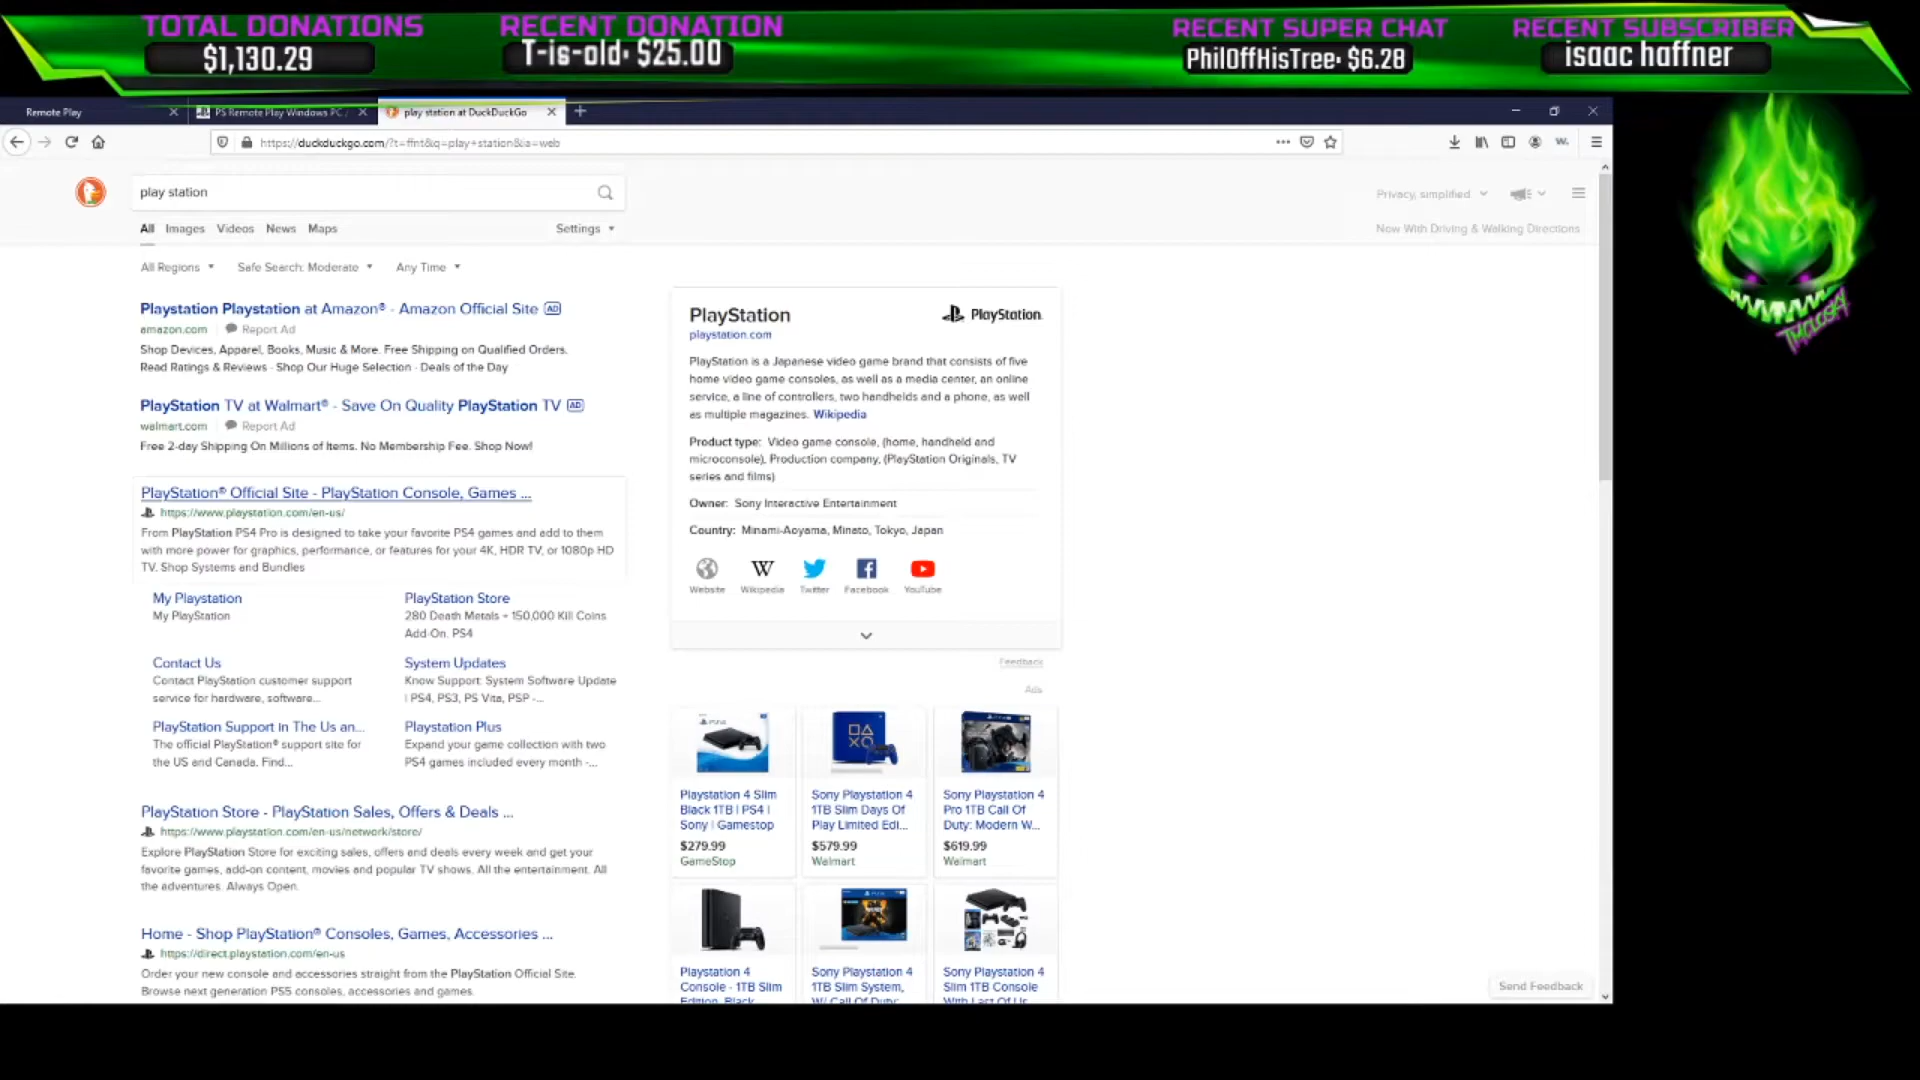 TOTAL DONATIONS
$1,130.29
RECENT DONATION
T-is-old: $25.00
RECENT SUPER CHAT
PhilOffHisTree: $6.28
RECENT SUBSCRIBER
isaac haffner
Remote Play
PS Remote Play Windows PC /
play station at DuckDuckGo
https://duckduckgo.com/?t=ffnt&q=play+station&ia=web
play station
Privacy, simplified
All Images Videos News Maps
Settings
Now With Driving & Walking Directions
All Regions
Safe Search: Moderate
Any Time
Playstation Playstation at Amazon® - Amazon Official Site AD
amazon.com Report Ad
Shop Devices, Apparel, Books, Music & More. Free Shipping on Qualified Orders.
Read Ratings & Reviews · Shop Our Huge Selection · Deals of the Day
PlayStation TV at Walmart® - Save On Quality PlayStation TV AD
walmart.com Report Ad
Free 2-day Shipping On Millions of Items. No Membership Fee. Shop Now!
PlayStation® Official Site - PlayStation Console, Games ...
https://www.playstation.com/en-us/
From PlayStation PS4 Pro is designed to take your favorite PS4 games and add to them
with more power for graphics, performance, or features for your 4K, HDR TV, or 1080p HD
TV. Shop Systems and Bundles
My Playstation
My PlayStation
PlayStation Store
280 Death Metals + 150,000 Kill Coins
Add-On. PS4
Contact Us
Contact PlayStation customer support
service for hardware, software...
System Updates
Know Support: System Software Update
| PS4, PS3, PS Vita, PSP -...
PlayStation Support in The Us an...
The official PlayStation® support site for
the US and Canada. Find...
Playstation Plus
Expand your game collection with two
PS4 games included every month -...
PlayStation Store - PlayStation Sales, Offers & Deals ...
https://www.playstation.com/en-us/network/store/
Explore PlayStation Store for exciting sales, offers and deals every week and get your
favorite games, add-on content, movies and popular TV shows. All the entertainment. All
the adventures. Always Open.
Home - Shop PlayStation® Consoles, Games, Accessories ...
https://direct.playstation.com/en-us
Order your new console and accessories straight from the PlayStation Official Site.
Browse next generation PS5 consoles, accessories and games.
PlayStation
PlayStation.
playstation.com
PlayStation is a Japanese video game brand that consists of five
home video game consoles, as well as a media center, an online
service, a line of controllers, two handhelds and a phone, as well
as multiple magazines. Wikipedia
Product type: Video game console, (home, handheld and
microconsole), Production company, (PlayStation Originals, TV
series and films)
Owner: Sony Interactive Entertainment
Country: Minami-Aoyama, Minato, Tokyo, Japan
Website
Wikipedia
Twitter
Facebook
YouTube
Feedback
Ads
Playstation 4 Slim
Black 1TB | PS4 |
Sony | Gamestop
$279.99
GameStop
Sony Playstation 4
1TB Slim Days Of
Play Limited Edi...
$579.99
Walmart
Sony Playstation 4
Pro 1TB Call Of
Duty: Modern W...
$619.99
Walmart
Playstation 4
Console - 1TB Slim
Edition, Black
Sony Playstation 4
1TB Slim System,
W/ Call Of Duty:
Sony Playstation 4
Slim 1TB Console
With Last Of Us
Send Feedback